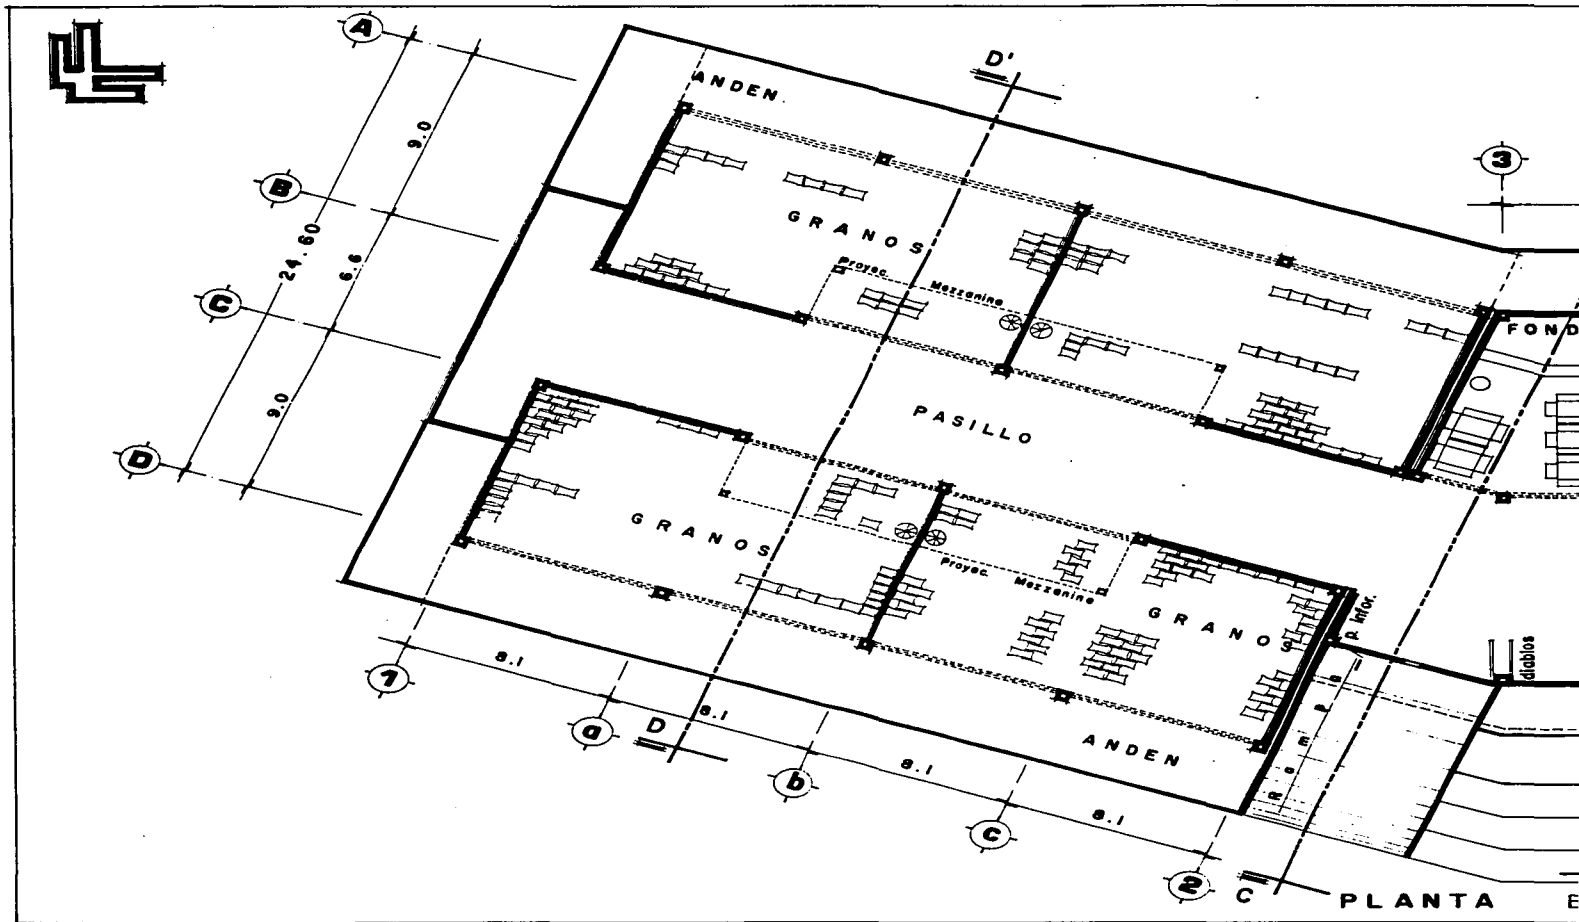 A
D'
ANDEN
9.0
3
B
GRANOS
24.60
6.6
Proyec. Mezzanine
C
FOND
PASILLO
9.0
D
GRANOS
Proyec. Mezzanine
GRANOS
p. Infor.
diablos
1
8.1
a
8.1
D
ANDEN
b
8.1
Rampa
c
8.1
2
C
PLANTA
E